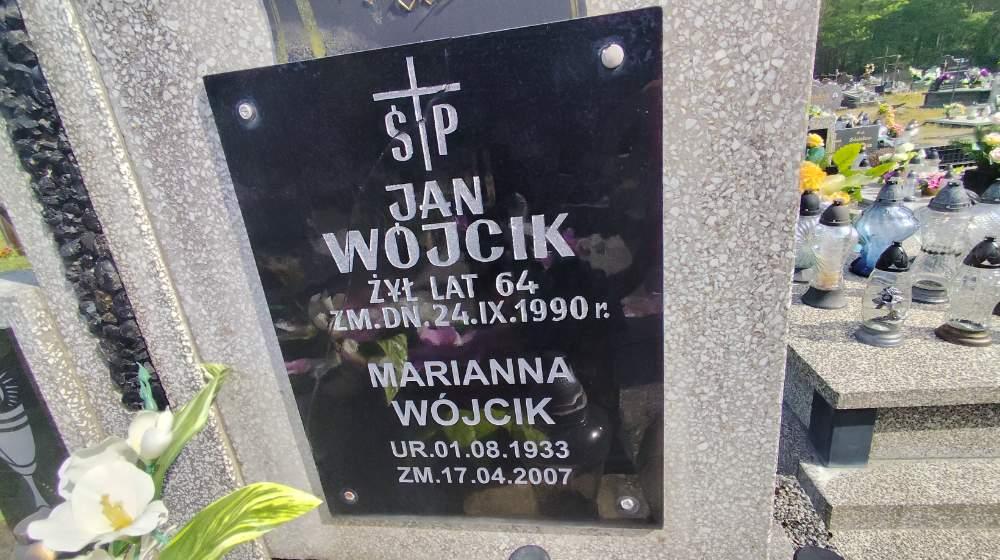 ŚP
JAN
WÓJCIK
ŻYŁ LAT 64
ZM.DN.24.IX.1990 r.
MARIANNA
WÓJCIK
UR.01.08.1933
ZM.17.04.2007